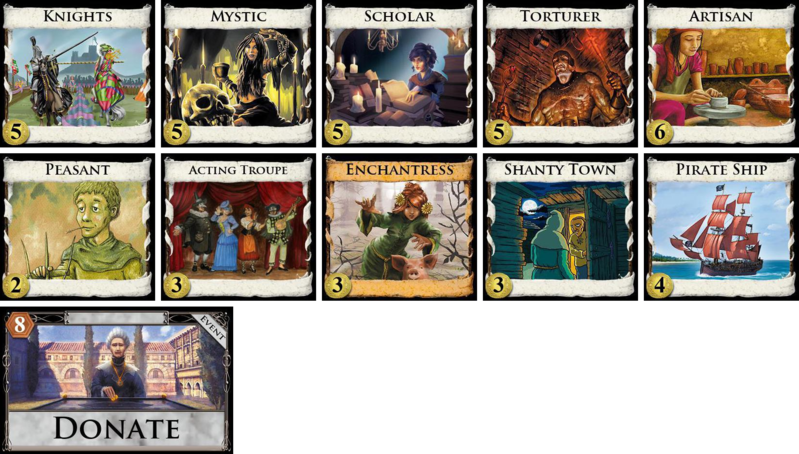 KNIGHTS
5
MYSTIC
5
SCHOLAR
5
TORTURER
5
ARTISAN
6
PEASANT
2
ACTING TROUPE
3
ENCHANTRESS
3
SHANTY TOWN
3
PIRATE SHIP
4
8
EVENT
DONATE